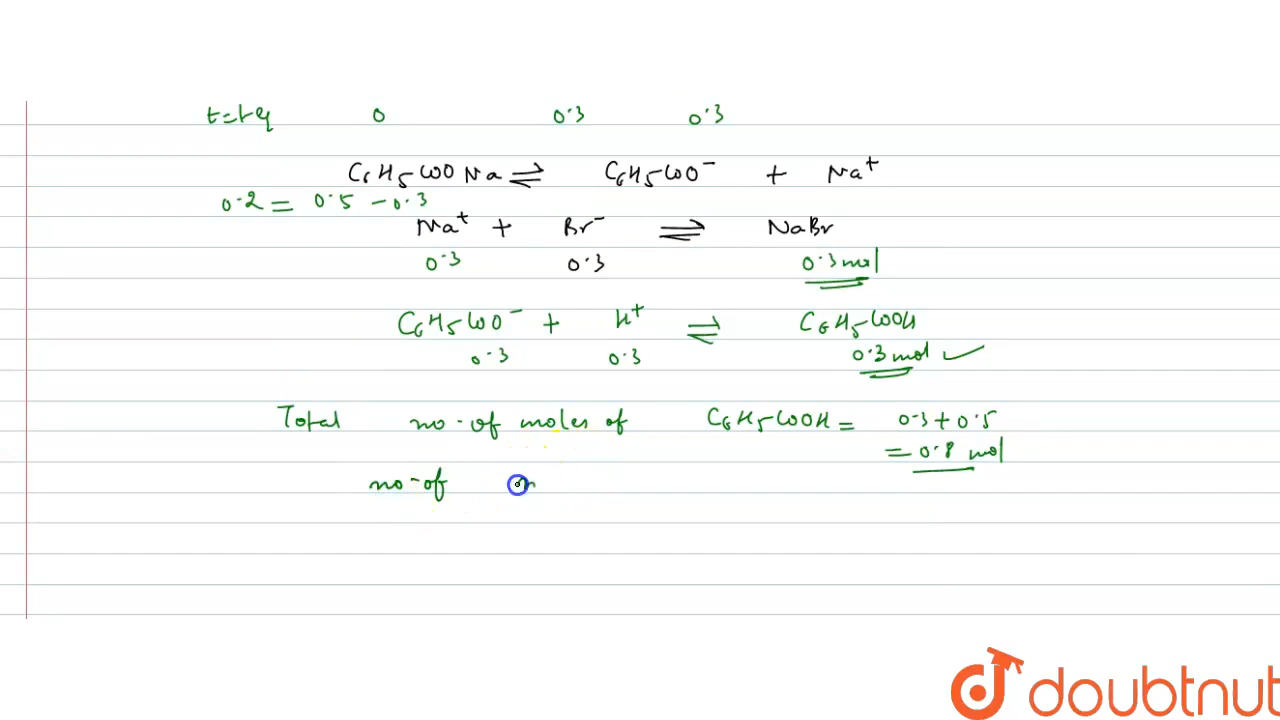 t=teq 0 0.3 0.3
C6H5COONa ⇌ C6H5COO⁻ + Na⁺
0.2 = 0.5 - 0.3
Na⁺ + Br⁻ ⇌ NaBr
0.3 0.3 0.3 mol
C6H5COO⁻ + H⁺ ⇌ C6H5COOH
0.3 0.3 0.3 mol ✓
Total no. of moles of C6H5COOH = 0.3 + 0.5
= 0.8 mol
no. of
doubtnut